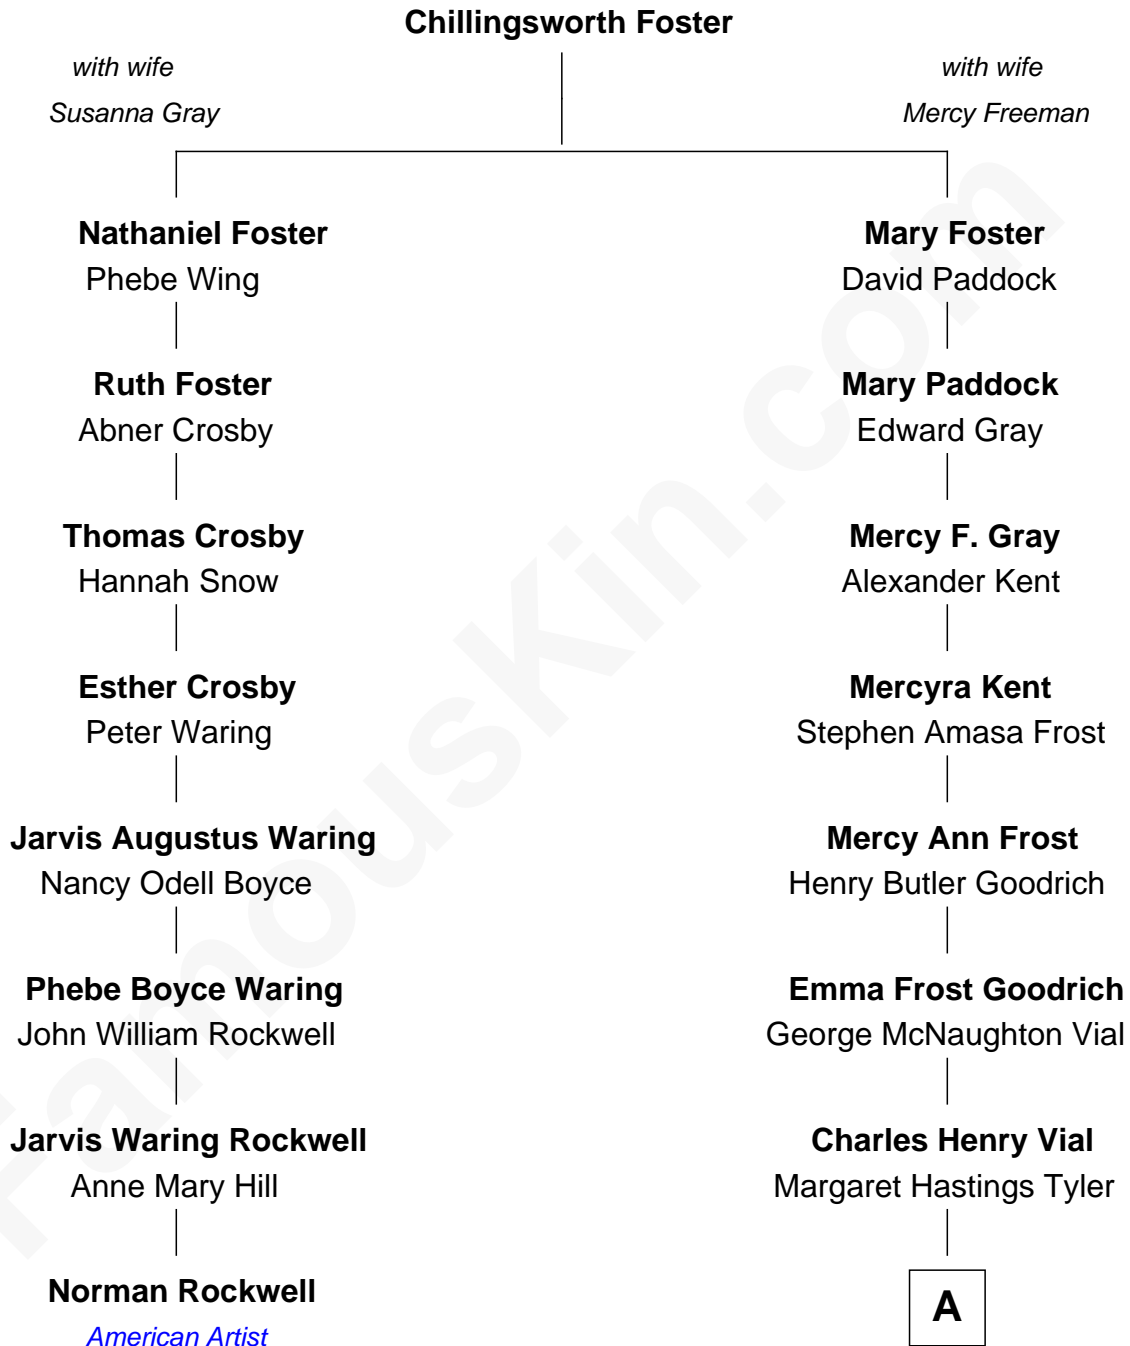 Chillingsworth Foster
with wife
Susanna Gray
with wife
Mercy Freeman
Nathaniel Foster
Phebe Wing
Mary Foster
David Paddock
Ruth Foster
Abner Crosby
Mary Paddock
Edward Gray
Thomas Crosby
Hannah Snow
Mercy F. Gray
Alexander Kent
Esther Crosby
Peter Waring
Mercyra Kent
Stephen Amasa Frost
Jarvis Augustus Waring
Nancy Odell Boyce
Mercy Ann Frost
Henry Butler Goodrich
Phebe Boyce Waring
John William Rockwell
Emma Frost Goodrich
George McNaughton Vial
Jarvis Waring Rockwell
Anne Mary Hill
Charles Henry Vial
Margaret Hastings Tyler
Norman Rockwell
American Artist
A
FamousKin.com